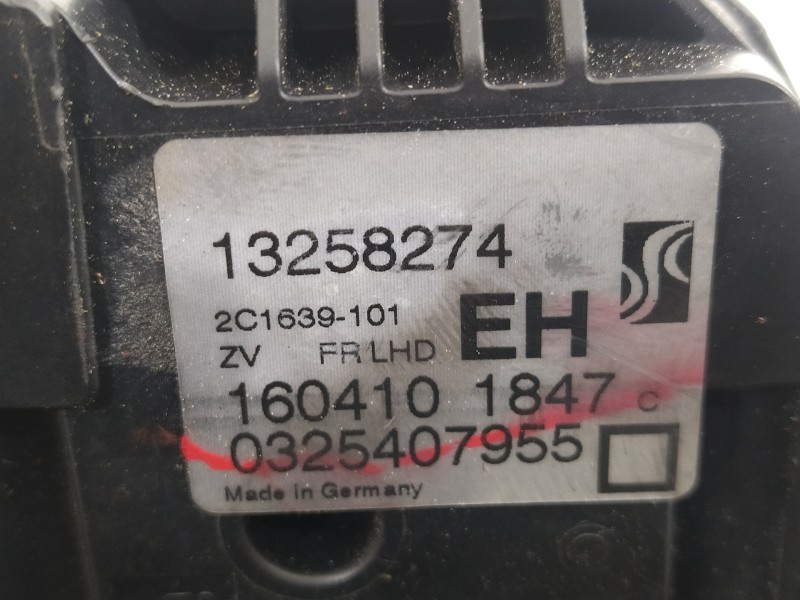 13258274
2C1639-101 EH
ZV FR LHD
160410 1847 C
0325407955
Made in Germany